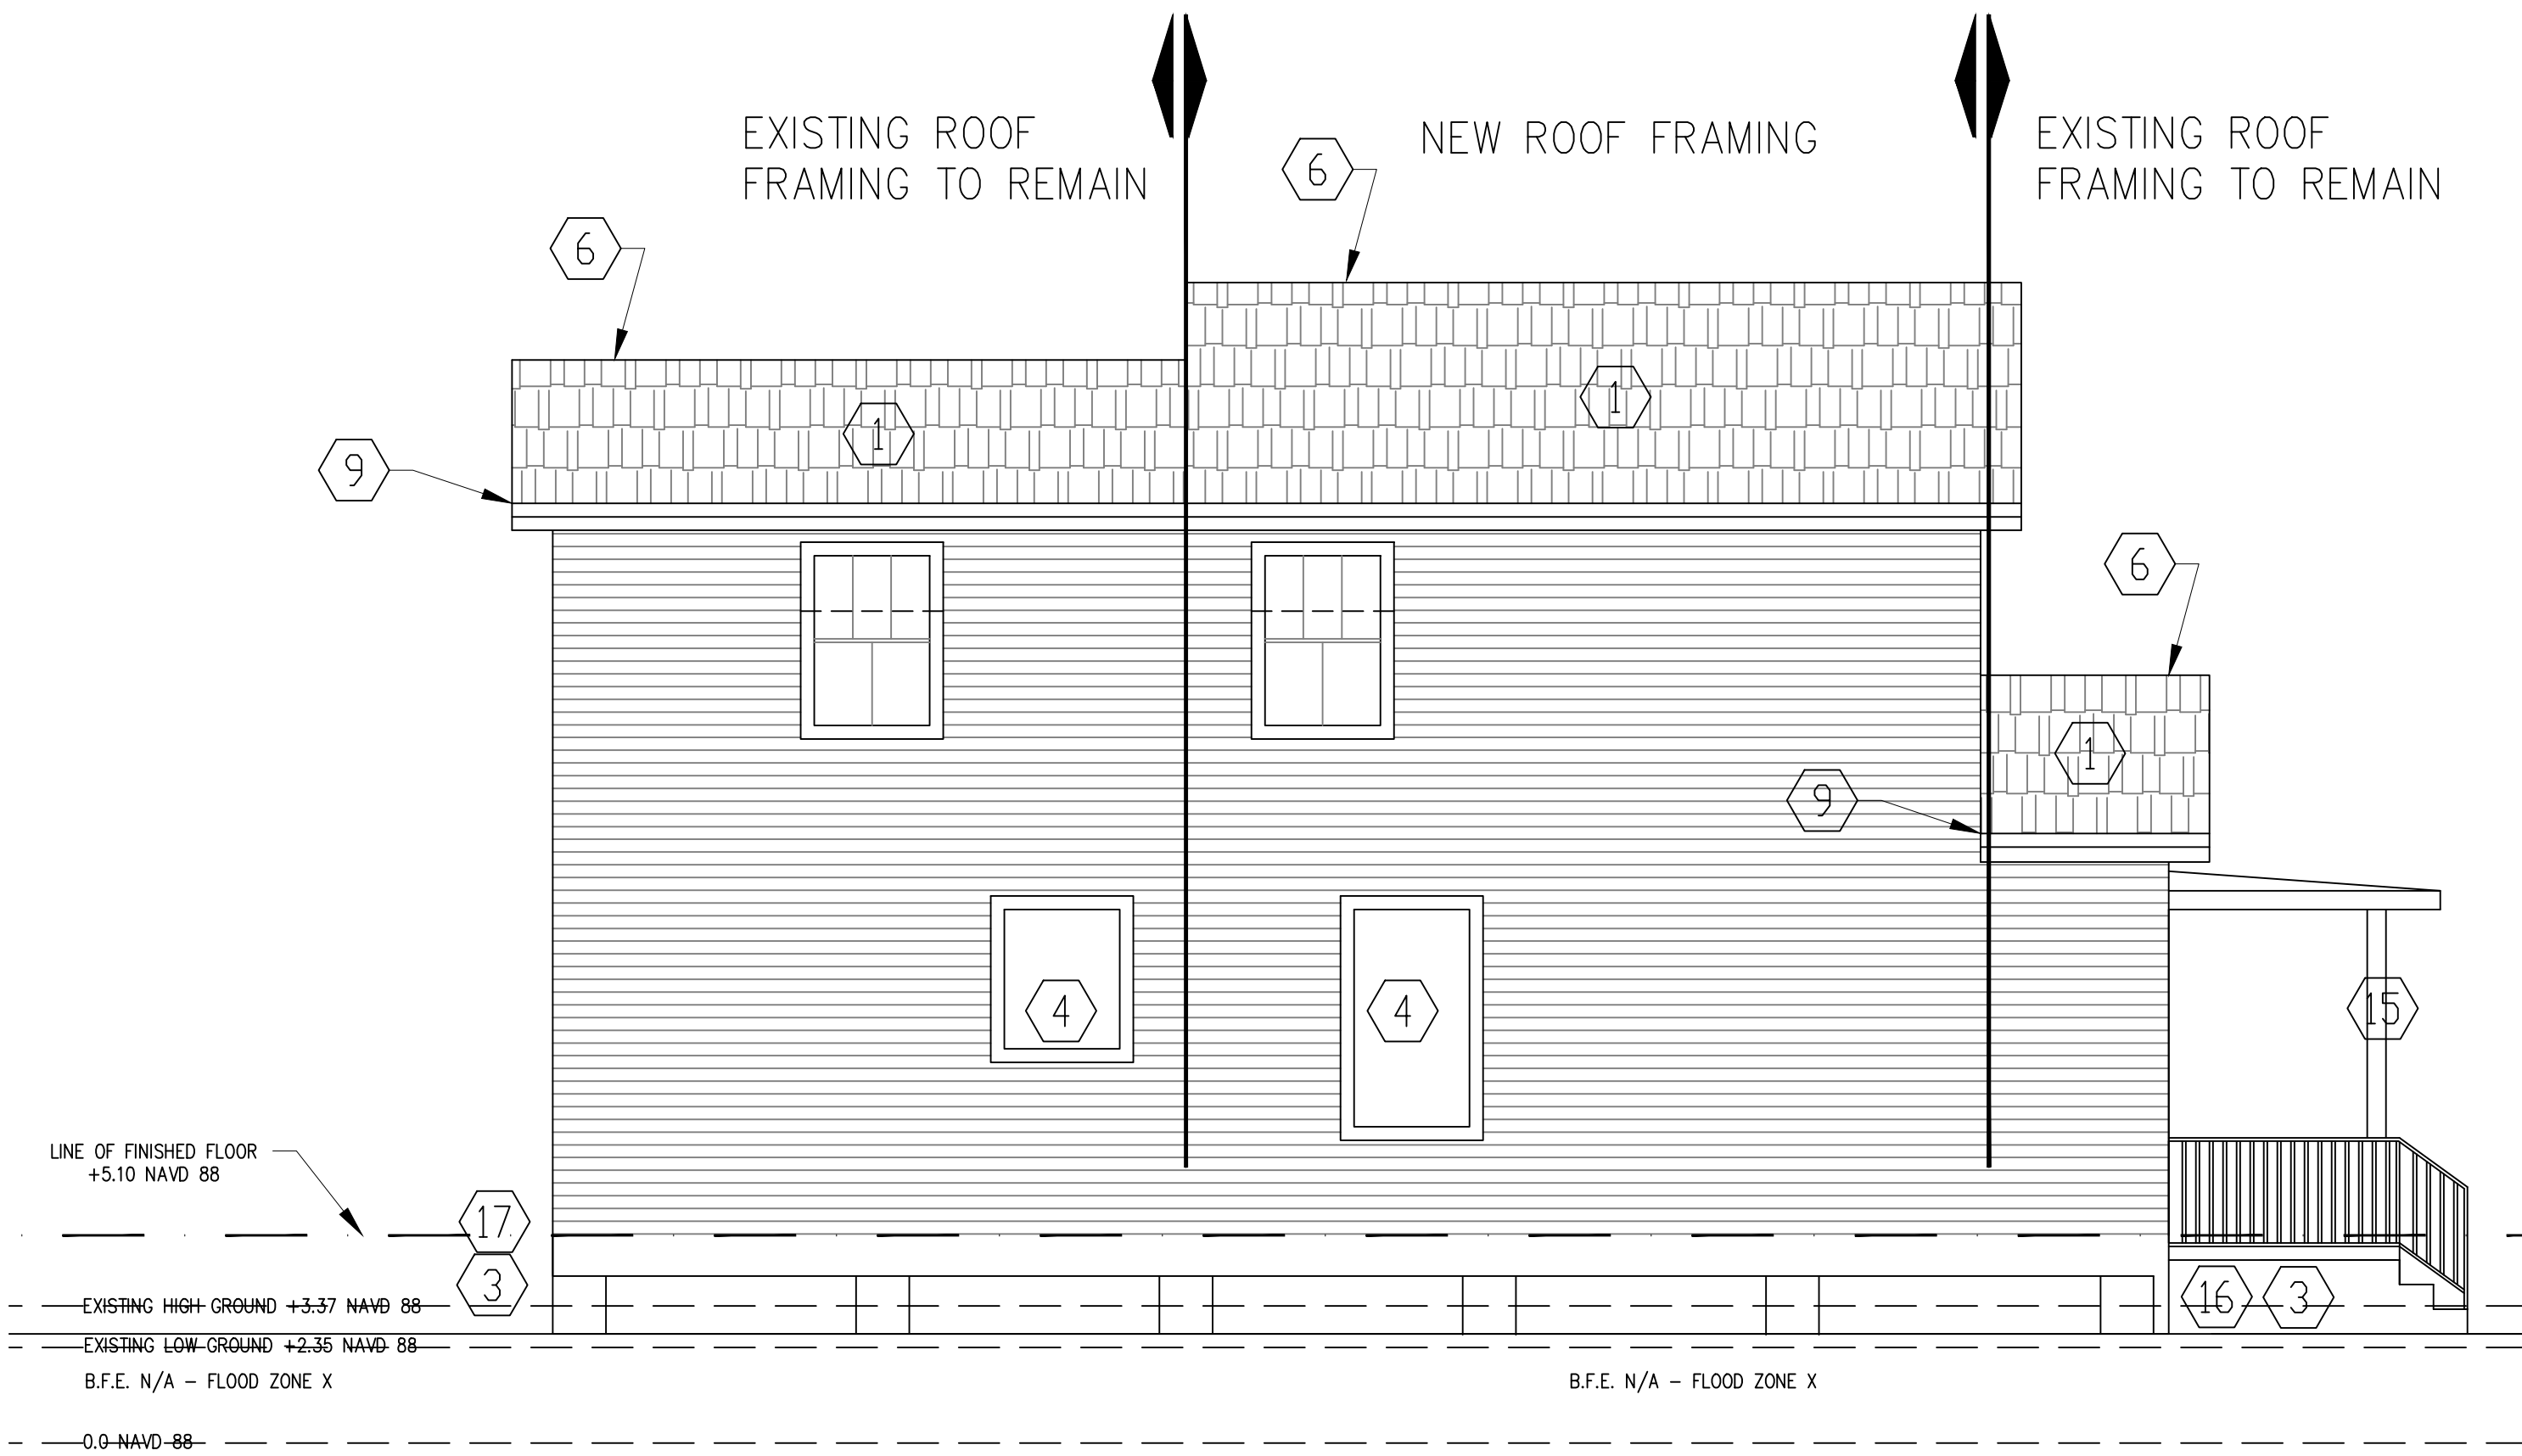 EXISTING ROOF
FRAMING TO REMAIN
NEW ROOF FRAMING
EXISTING ROOF
FRAMING TO REMAIN
6
6
1
1
9
6
1
9
4
4
15
LINE OF FINISHED FLOOR
+5.10 NAVD 88
17
3
16
3
EXISTING HIGH GROUND +3.37 NAVD 88
EXISTING LOW GROUND +2.35 NAVD 88
B.F.E. N/A - FLOOD ZONE X
B.F.E. N/A - FLOOD ZONE X
0.0 NAVD 88